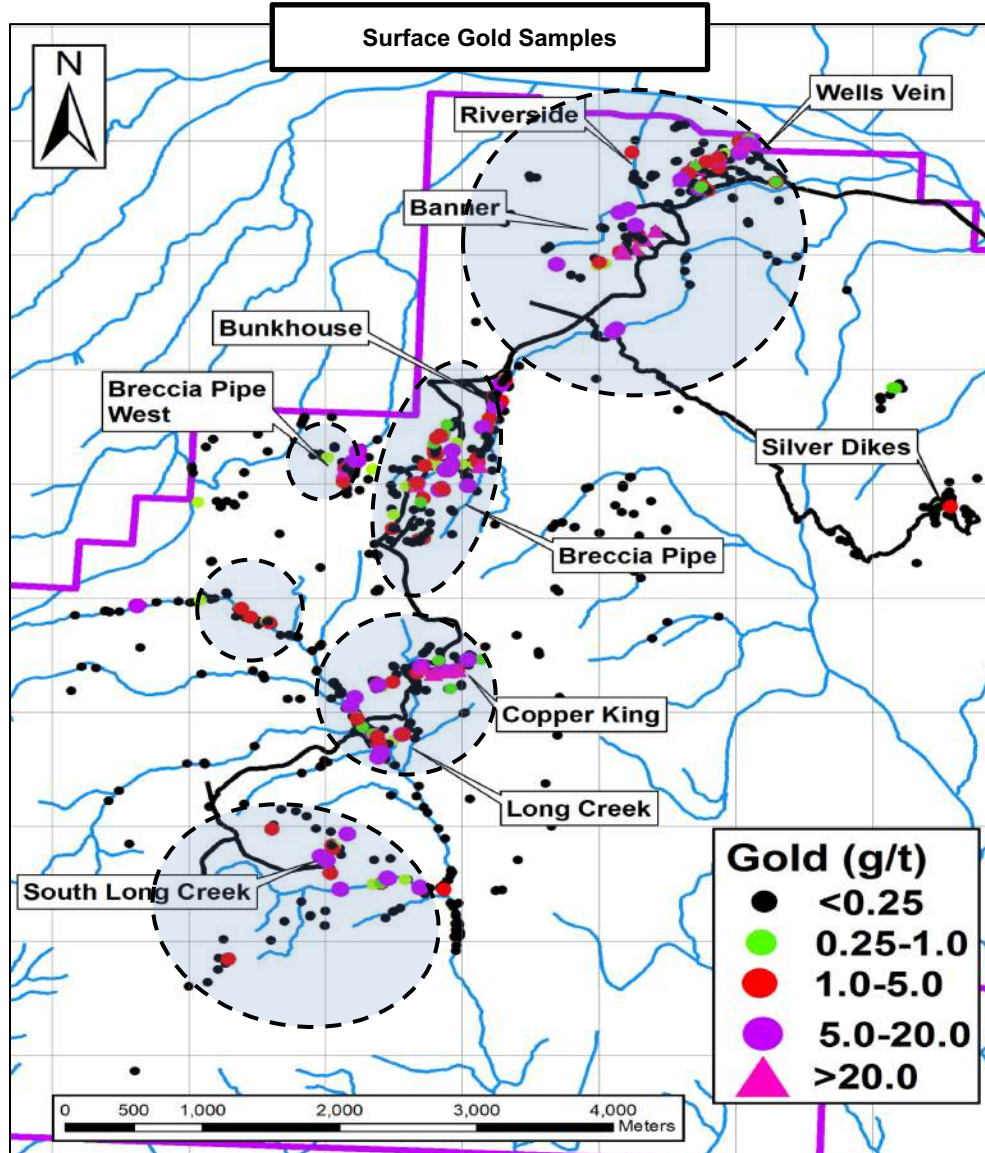 Surface Gold Samples
N
Wells Vein
Riverside
Banner
Bunkhouse
Breccia Pipe
West
Silver Dikes
Breccia Pipe
Copper King
Long Creek
South Long Creek
Gold (g/t)
<0.25
0.25-1.0
1.0-5.0
5.0-20.0
>20.0
0 500 1,000 2,000 3,000 4,000
Meters